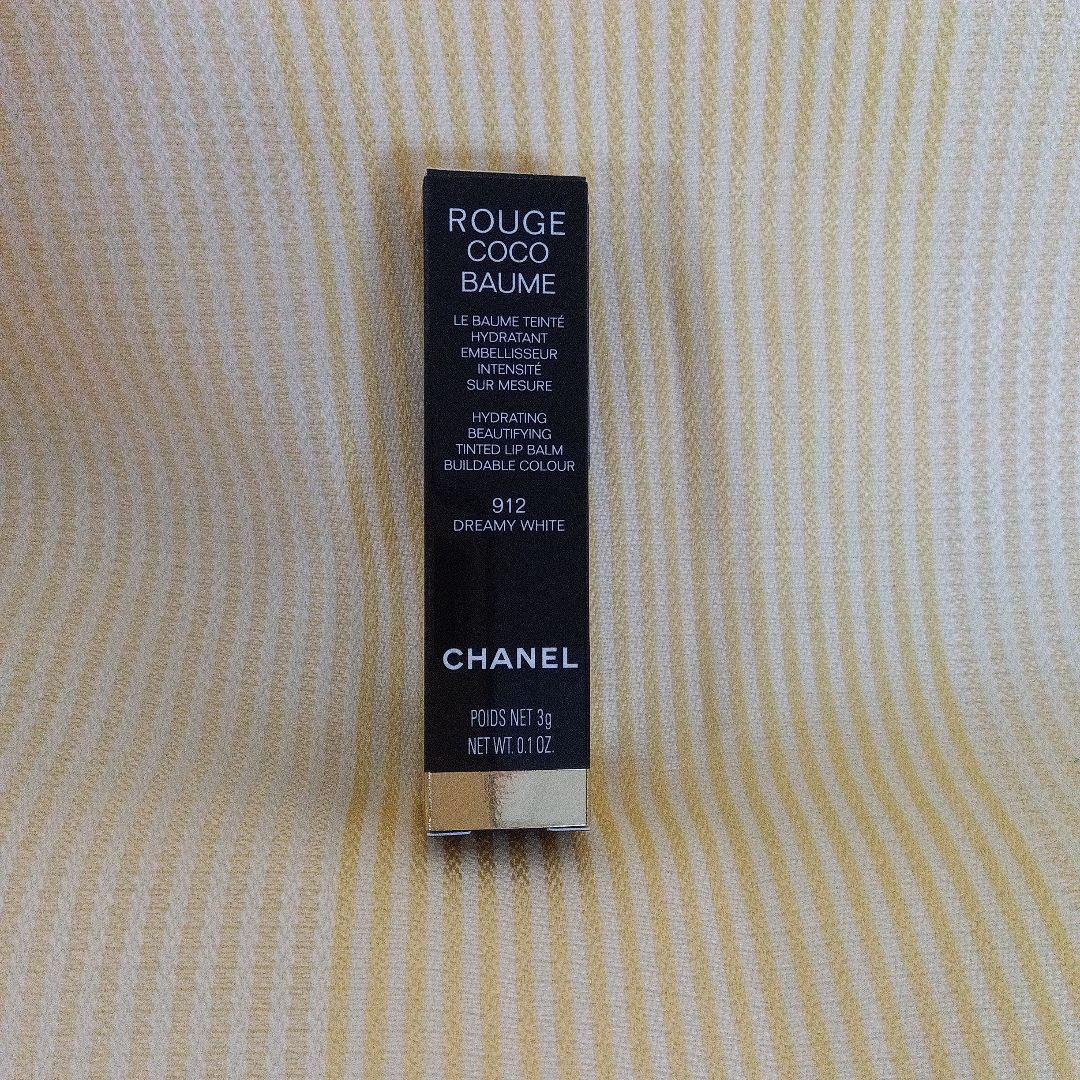 ROUGE
COCO
BAUME
LE BAUME TEINTÉ
HYDRATANT
EMBELLISSEUR
INTENSITÉ
SUR MESURE
HYDRATING
BEAUTIFYING
TINTED LIP BALM
BUILDABLE COLOUR
912
DREAMY WHITE
CHANEL
POIDS NET 3g
NET WT. 0.1 OZ.